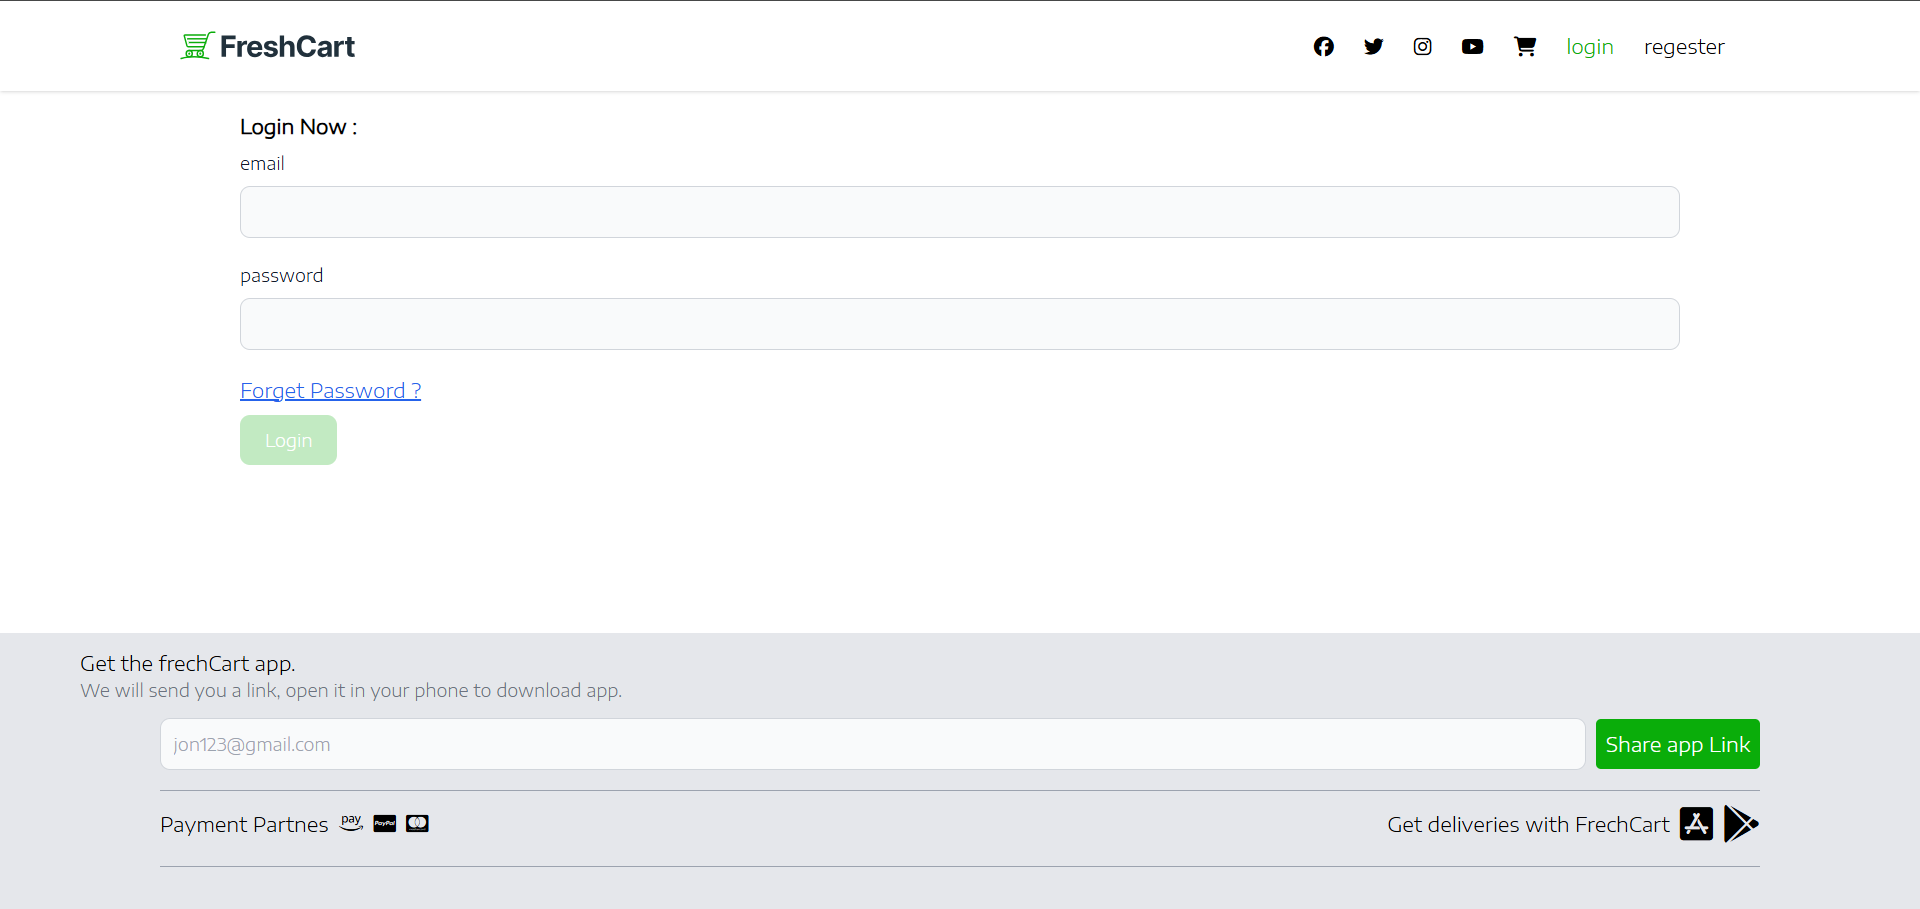 FreshCart
login
regester
Login Now :
email
password
Forget Password ?
Login
Get the frechCart app.
We will send you a link, open it in your phone to download app.
jon123@gmail.com
Share app Link
Payment Partnes
pay
PayPal
Get deliveries with FrechCart